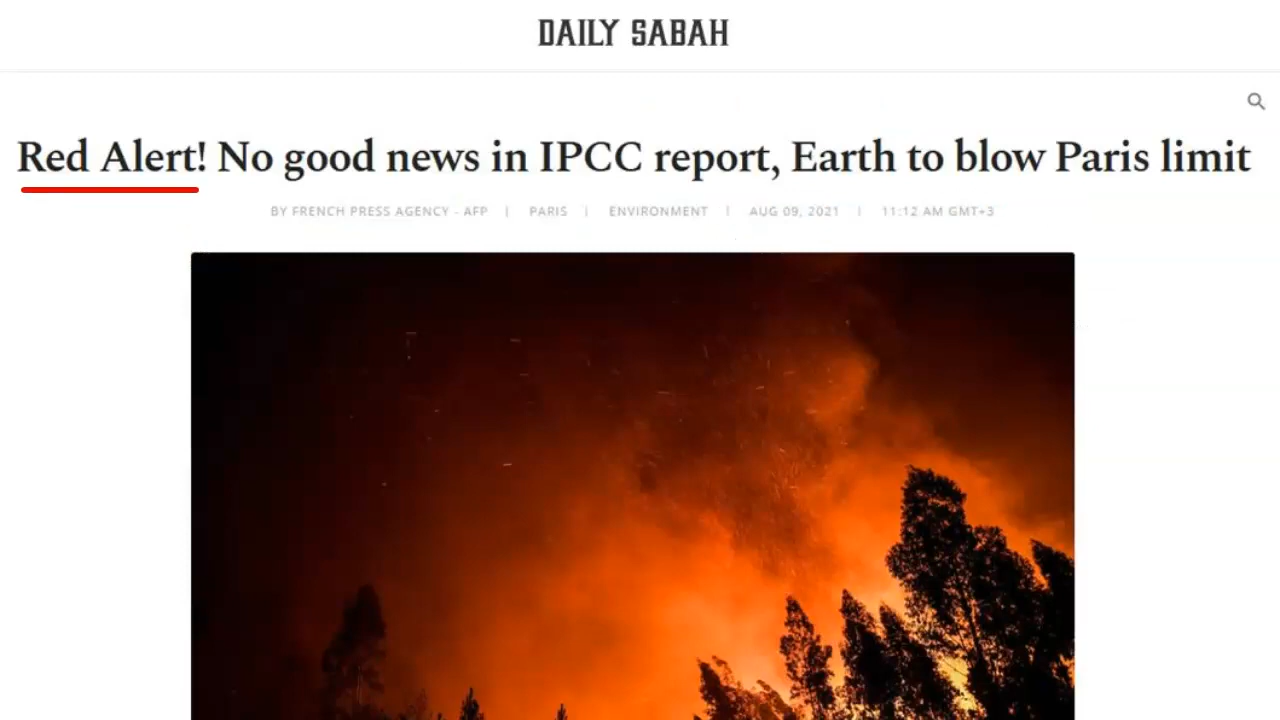 DAILY SABAH
Red Alert! No good news in IPCC report, Earth to blow Paris limit
BY FRENCH PRESS AGENCY - AFP | PARIS | ENVIRONMENT | AUG 09, 2021 | 11:12 AM GMT+3